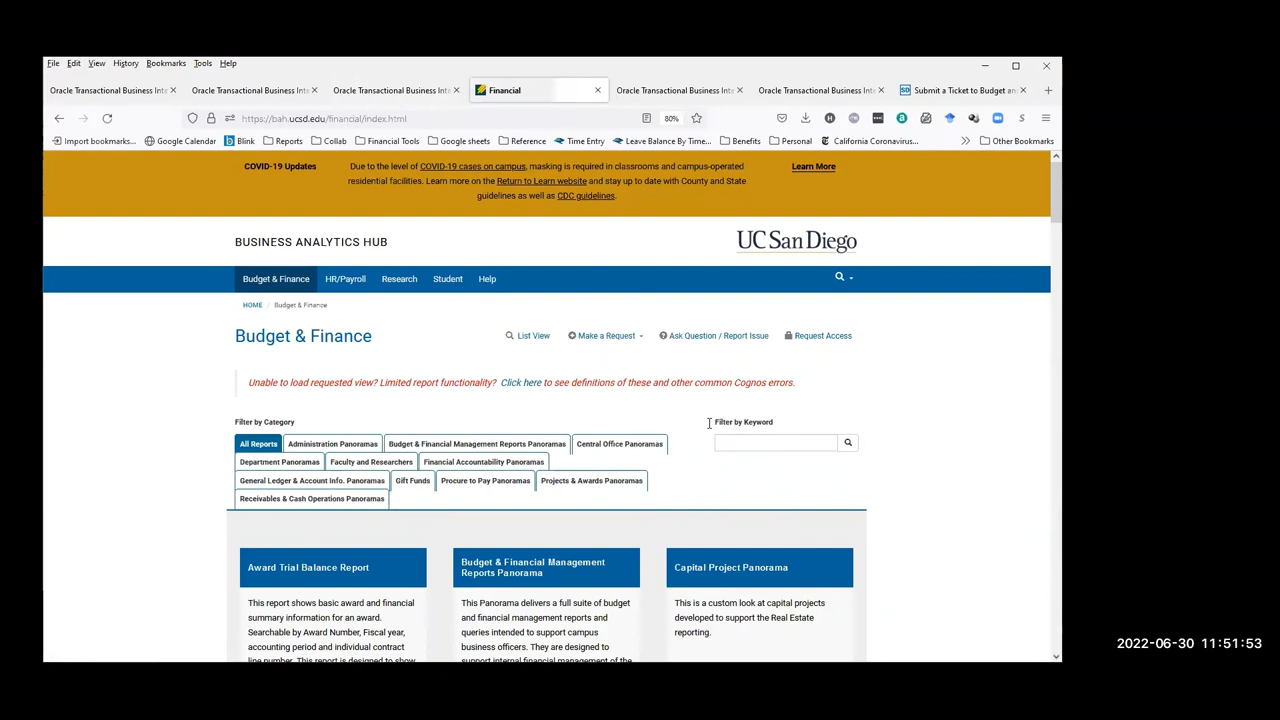 File Edit View History Bookmarks Tools Help
Oracle Transactional Business Inte Oracle Transactional Business Inte Oracle Transactional Business Inte Financial Oracle Transactional Business Inte Oracle Transactional Business Inte Submit a Ticket to Budget an
https://bah.ucsd.edu/financial/index.html 80%
Import bookmarks... Google Calendar Blink Reports Collab Financial Tools Google sheets Reference Time Entry Leave Balance By Time... Benefits Personal California Coronavirus... Other Bookmarks
COVID-19 Updates
Due to the level of COVID-19 cases on campus, masking is required in classrooms and campus-operated
residential facilities. Learn more on the Return to Learn website and stay up to date with County and State
guidelines as well as CDC guidelines.
Learn More
BUSINESS ANALYTICS HUB
UC San Diego
Budget & Finance HR/Payroll Research Student Help
HOME / Budget & Finance
Budget & Finance
List View Make a Request Ask Question / Report Issue Request Access
Unable to load requested view? Limited report functionality? Click here to see definitions of these and other common Cognos errors.
Filter by Category
Filter by Keyword
All Reports Administration Panoramas Budget & Financial Management Reports Panoramas Central Office Panoramas
Department Panoramas Faculty and Researchers Financial Accountability Panoramas
General Ledger & Account Info. Panoramas Gift Funds Procure to Pay Panoramas Projects & Awards Panoramas
Receivables & Cash Operations Panoramas
Award Trial Balance Report
This report shows basic award and financial
summary information for an award.
Searchable by Award Number, Fiscal year,
accounting period and individual contract
line number. This report is designed to show
Budget & Financial Management
Reports Panorama
This Panorama delivers a full suite of budget
and financial management reports and
queries intended to support campus
business officers. They are designed to
support internal financial management of the
Capital Project Panorama
This is a custom look at capital projects
developed to support the Real Estate
reporting.
2022-06-30 11:51:53